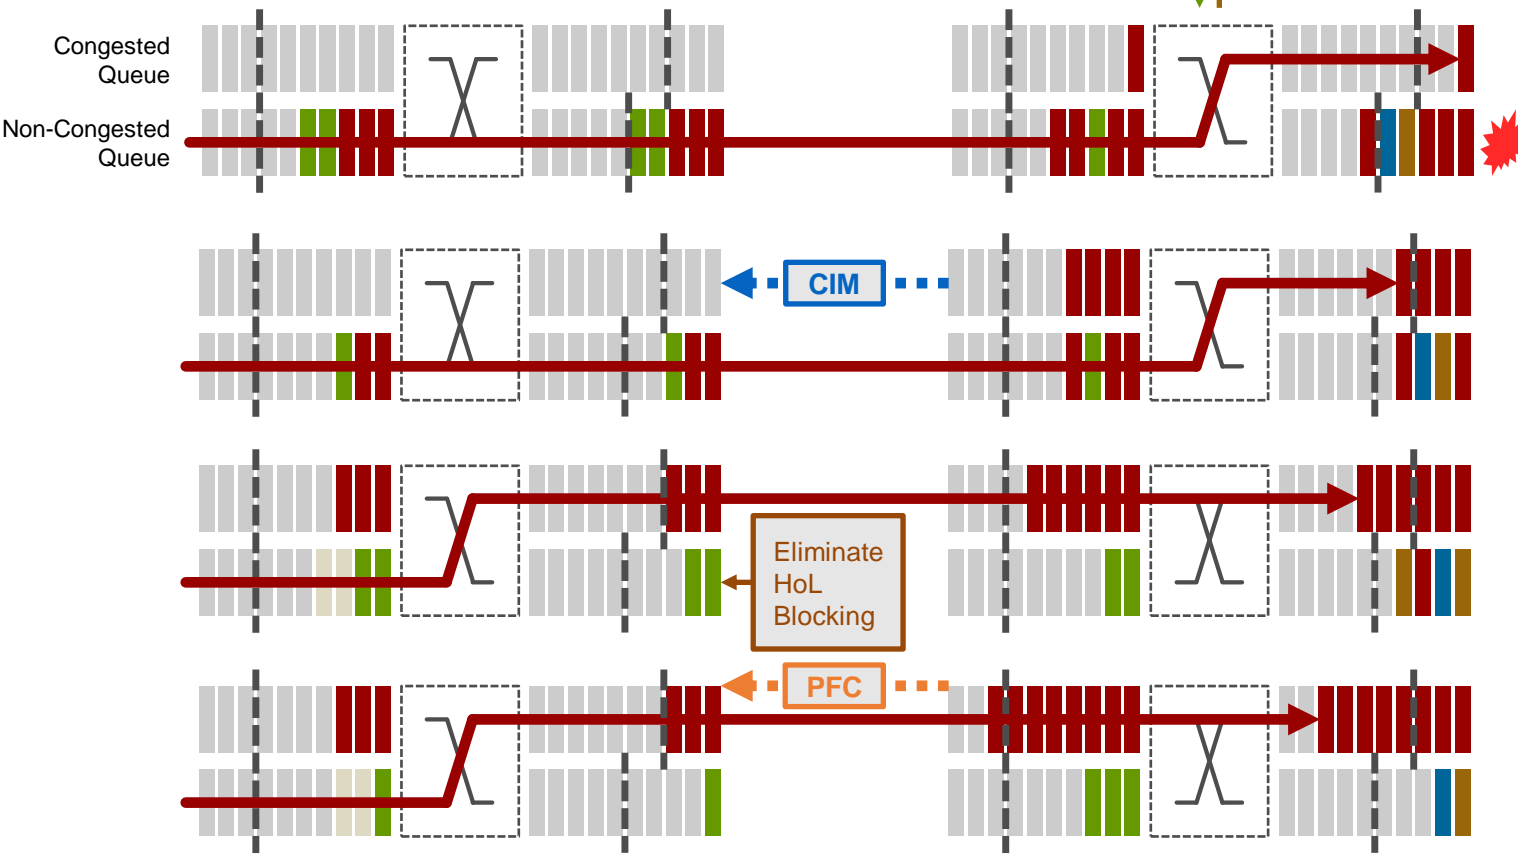 Congested
Queue
Non-Congested
Queue
CIM
Eliminate
HoL
Blocking
PFC